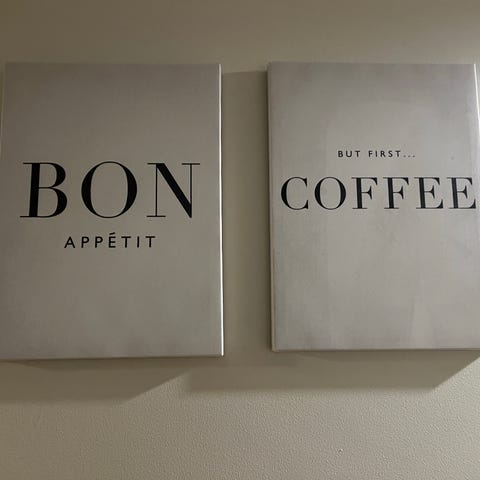 BON
APPÉTIT
BUT FIRST...
COFFEE